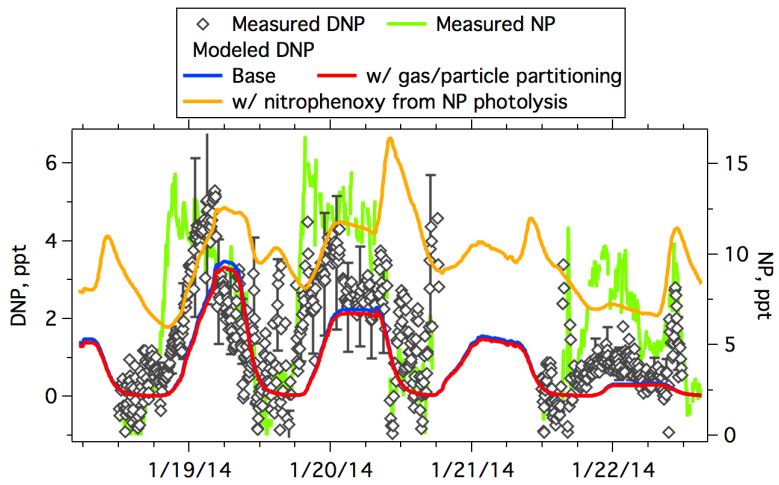 Measured DNP Measured NP
Modeled DNP
Base w/ gas/particle partitioning
w/ nitrophenoxy from NP photolysis
DNP, ppt
6
4
2
0
15
10
5
0
NP, ppt
1/19/14 1/20/14 1/21/14 1/22/14